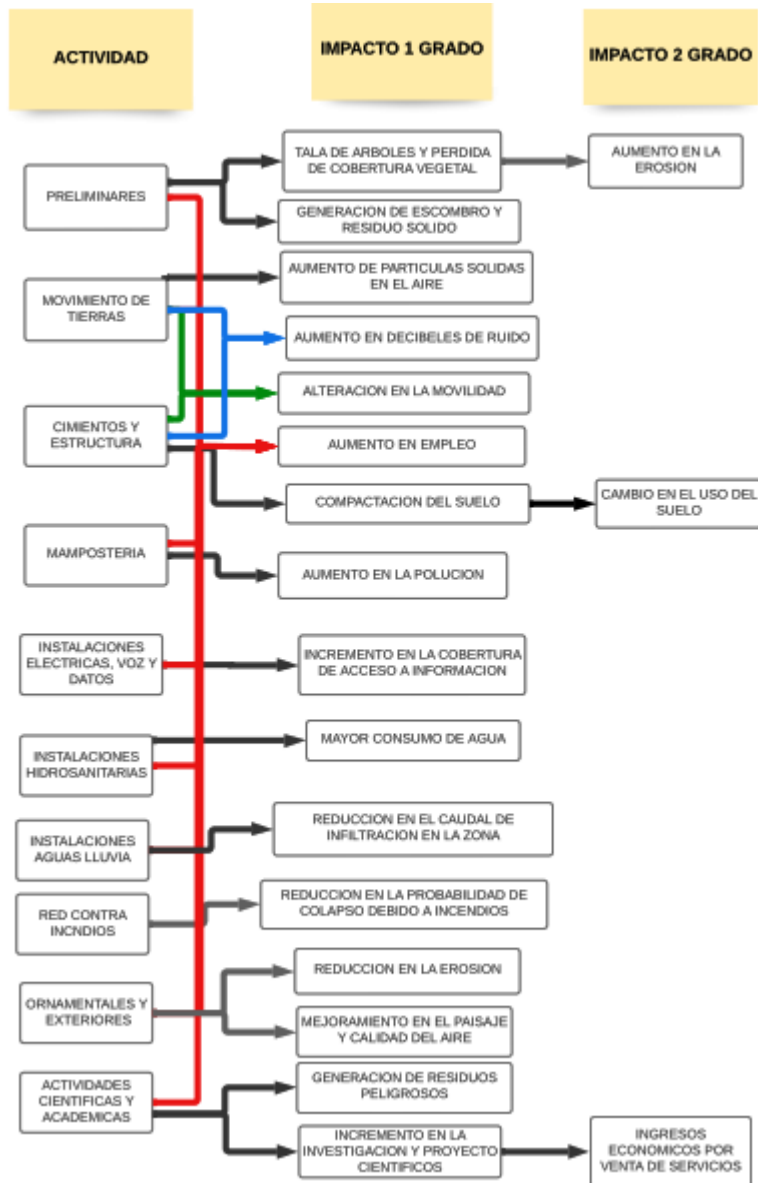 ACTIVIDAD
IMPACTO 1 GRADO
IMPACTO 2 GRADO
PRELIMINARES
TALA DE ARBOLES Y PERDIDA
DE COBERTURA VEGETAL
AUMENTO EN LA
EROSION
GENERACION DE ESCOMBRO Y
RESIDUO SOLIDO
MOVIMIENTO DE
TIERRAS
AUMENTO DE PARTICULAS SOLIDAS
EN EL AIRE
AUMENTO EN DECIBELES DE RUIDO
ALTERACION EN LA MOVILIDAD
CIMIENTOS Y
ESTRUCTURA
AUMENTO EN EMPLEO
COMPACTACION DEL SUELO
CAMBIO EN EL USO DEL
SUELO
MAMPOSTERIA
AUMENTO EN LA POLUCION
INSTALACIONES
ELECTRICAS, VOZ Y
DATOS
INCREMENTO EN LA COBERTURA
DE ACCESO A INFORMACION
INSTALACIONES
HIDROSANITARIAS
MAYOR CONSUMO DE AGUA
INSTALACIONES
AGUAS LLUVIA
REDUCCION EN EL CAUDAL DE
INFILTRACION EN LA ZONA
RED CONTRA
INCNDIOS
REDUCCION EN LA PROBABILIDAD DE
COLAPSO DEBIDO A INCENDIOS
ORNAMENTALES Y
EXTERIORES
REDUCCION EN LA EROSION
MEJORAMIENTO EN EL PAISAJE
Y CALIDAD DEL AIRE
ACTIVIDADES
CIENTIFICAS Y
ACADEMICAS
GENERACION DE RESIDUOS
PELIGROSOS
INCREMENTO EN LA
INVESTIGACION Y PROYECTO
CIENTIFICOS
INGRESOS
ECONOMICOS POR
VENTA DE SERVICIOS